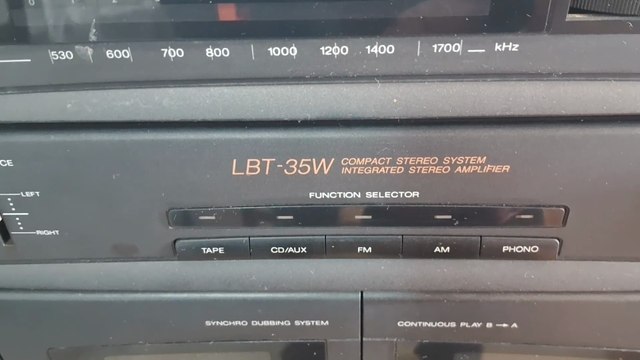 530 600 700 800 1000 1200 1400 1700 kHz
LBT-35W COMPACT STEREO SYSTEM
INTEGRATED STEREO AMPLIFIER
CE
FUNCTION SELECTOR
LEFT
RIGHT
TAPE CD/AUX FM AM PHONO
SYNCHRO DUBBING SYSTEM CONTINUOUS PLAY B→A